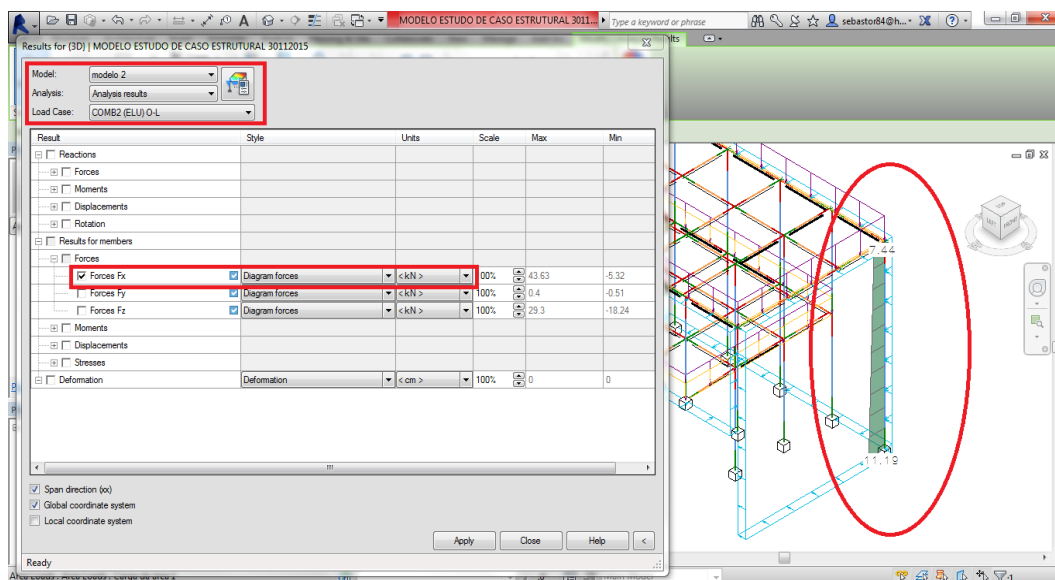 MODELO ESTUDO DE CASO ESTRUTURAL 3011...
Type a keyword or phrase
sebastor84@h...
Results for (3D) | MODELO ESTUDO DE CASO ESTRUTURAL 30112015
Model: modelo 2
Analysis: Analysis results
Load Case: COMB2 (ELU) O-L
Result Style Units Scale Max Min
Reactions
Forces
Moments
Displacements
Rotation
Results for members
Forces
Forces Fx Diagram forces < kN > 100% 43.63 -5.32
Forces Fy Diagram forces < kN > 100% 0.4 -0.51
Forces Fz Diagram forces < kN > 100% 29.3 -18.24
Moments
Displacements
Stresses
Deformation Deformation < cm > 100% 0 0
Span direction (xx)
Global coordinate system
Local coordinate system
Apply Close Help <
Ready
TOP
LEFT FRONT
7.44
11.19